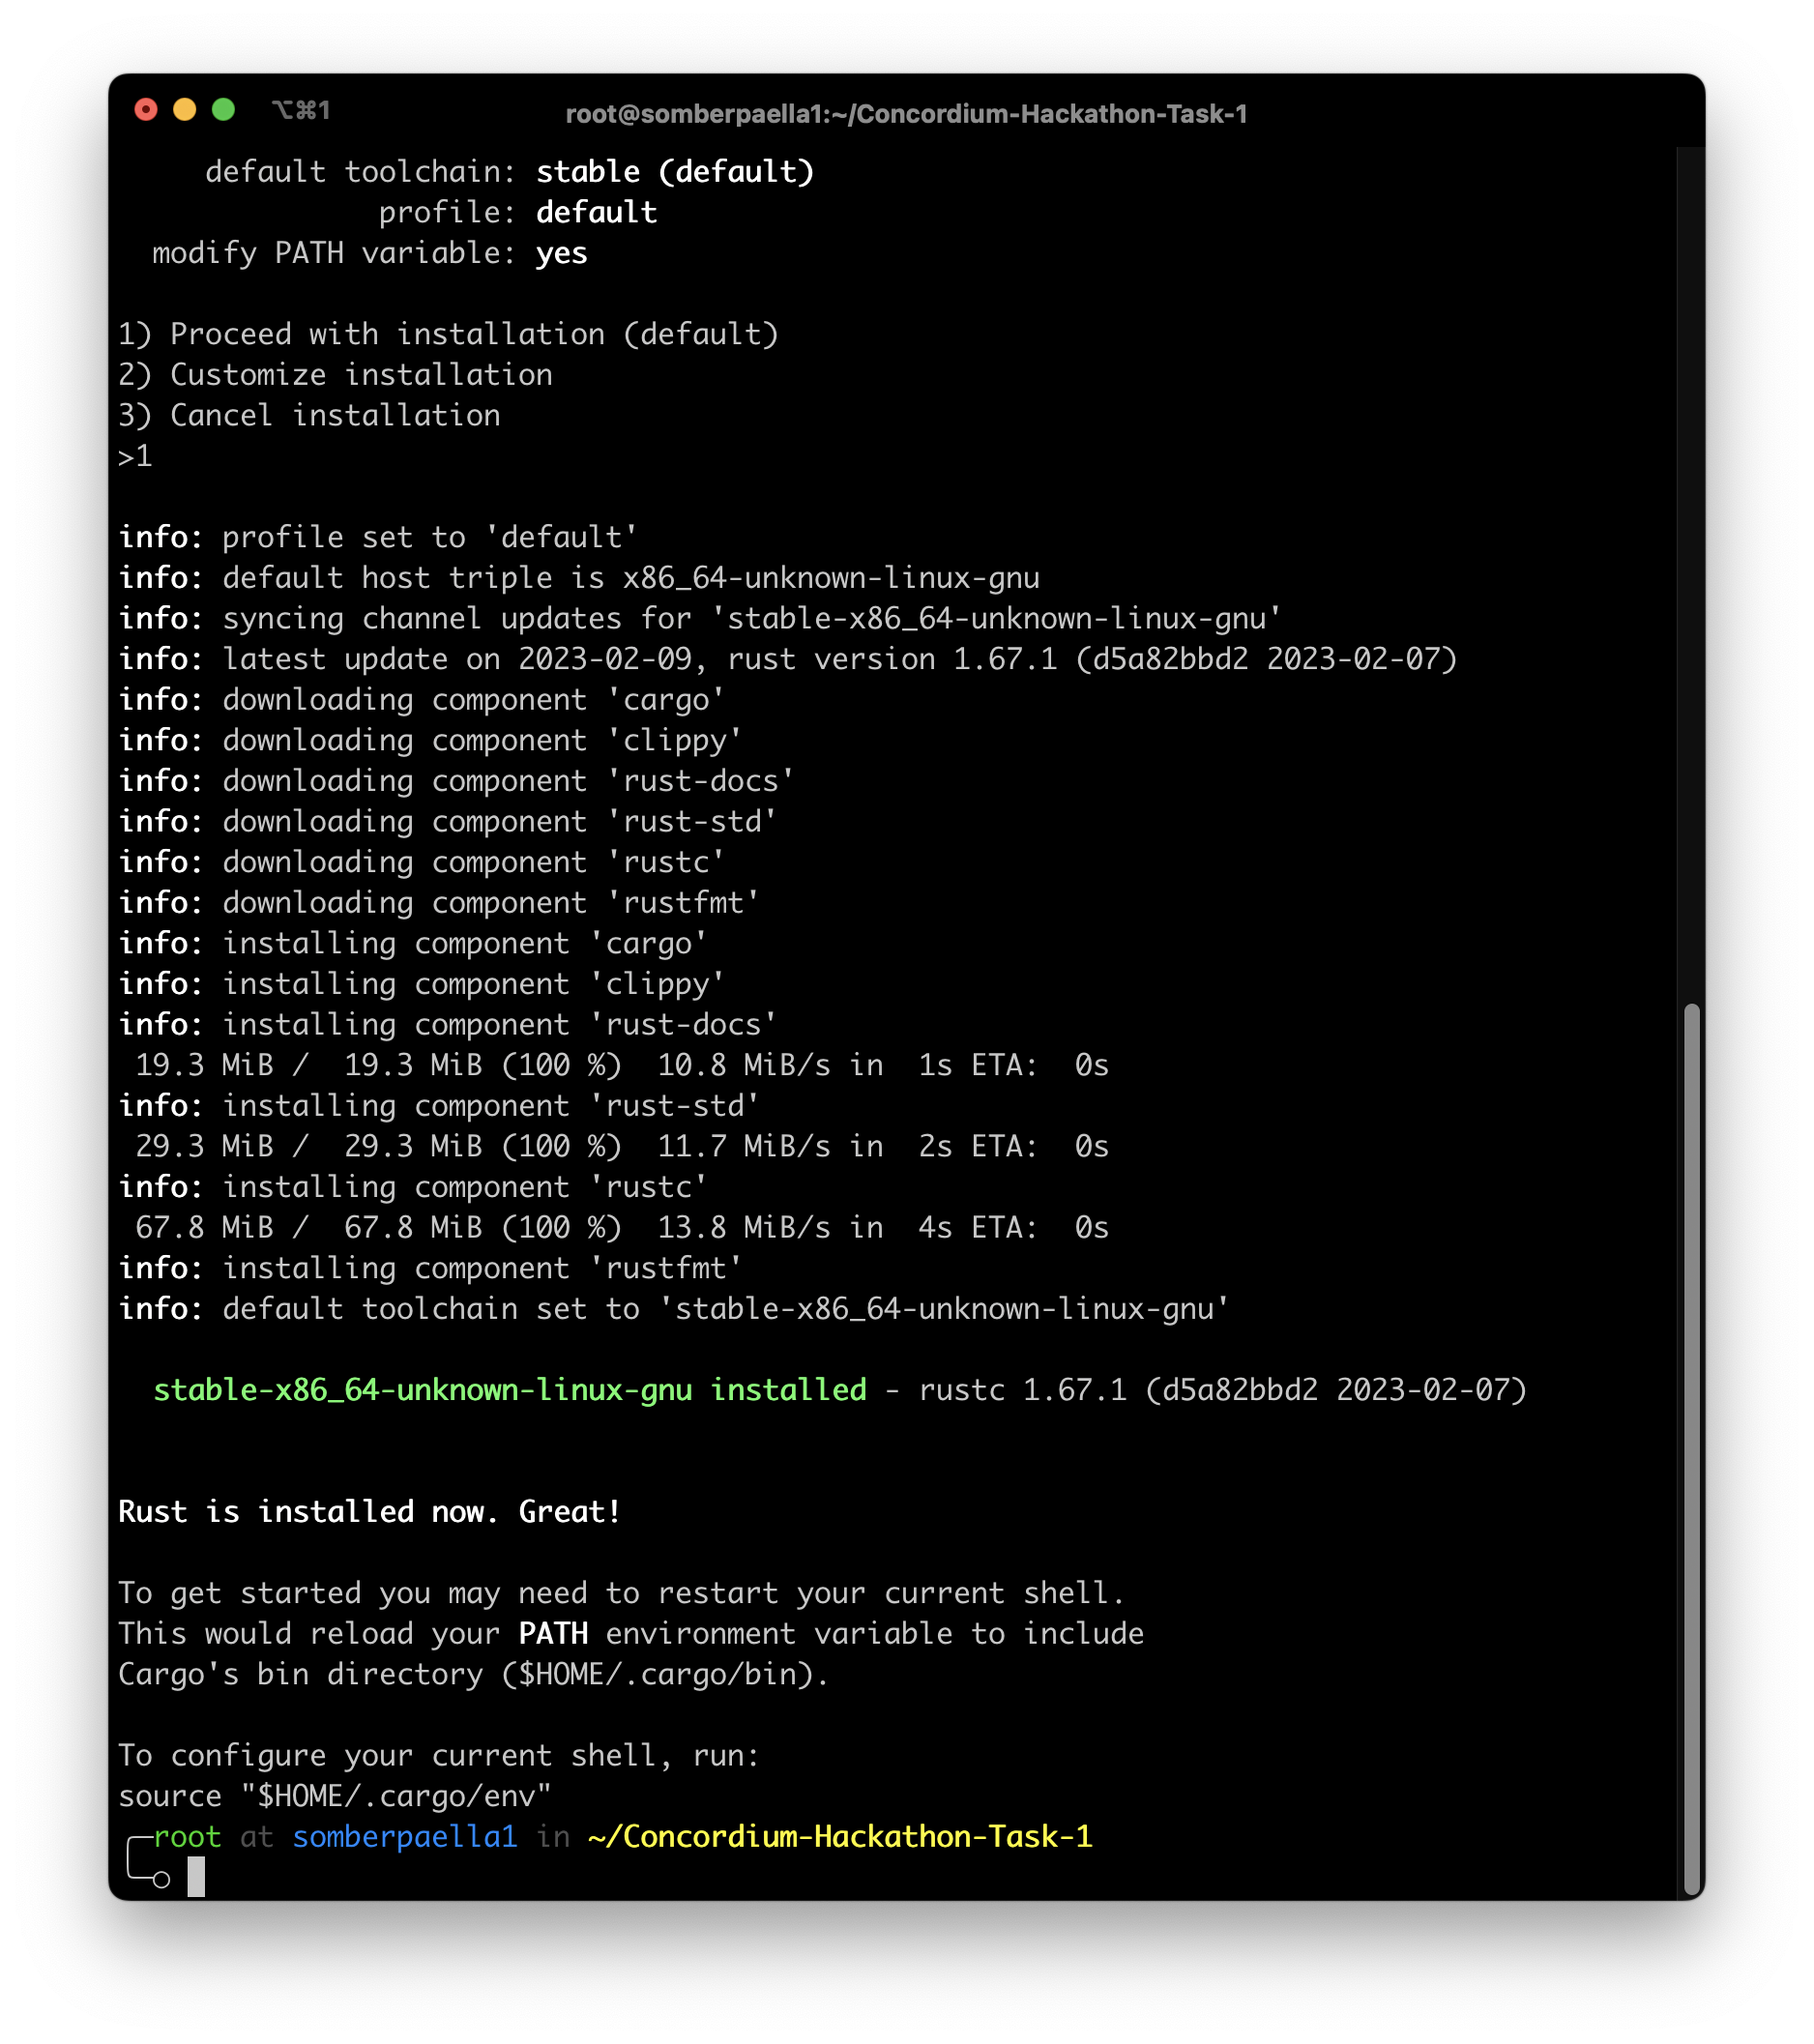 ⌥⌘1
root@somberpaella1:~/Concordium-Hackathon-Task-1
default toolchain: stable (default)
profile: default
modify PATH variable: yes
1) Proceed with installation (default)
2) Customize installation
3) Cancel installation
>1
info: profile set to 'default'
info: default host triple is x86_64-unknown-linux-gnu
info: syncing channel updates for 'stable-x86_64-unknown-linux-gnu'
info: latest update on 2023-02-09, rust version 1.67.1 (d5a82bbd2 2023-02-07)
info: downloading component 'cargo'
info: downloading component 'clippy'
info: downloading component 'rust-docs'
info: downloading component 'rust-std'
info: downloading component 'rustc'
info: downloading component 'rustfmt'
info: installing component 'cargo'
info: installing component 'clippy'
info: installing component 'rust-docs'
19.3 MiB /  19.3 MiB (100 %)  10.8 MiB/s in  1s ETA:  0s
info: installing component 'rust-std'
29.3 MiB /  29.3 MiB (100 %)  11.7 MiB/s in  2s ETA:  0s
info: installing component 'rustc'
67.8 MiB /  67.8 MiB (100 %)  13.8 MiB/s in  4s ETA:  0s
info: installing component 'rustfmt'
info: default toolchain set to 'stable-x86_64-unknown-linux-gnu'
stable-x86_64-unknown-linux-gnu installed - rustc 1.67.1 (d5a82bbd2 2023-02-07)
Rust is installed now. Great!
To get started you may need to restart your current shell.
This would reload your PATH environment variable to include
Cargo's bin directory ($HOME/.cargo/bin).
To configure your current shell, run:
source "$HOME/.cargo/env"
root at somberpaella1 in ~/Concordium-Hackathon-Task-1